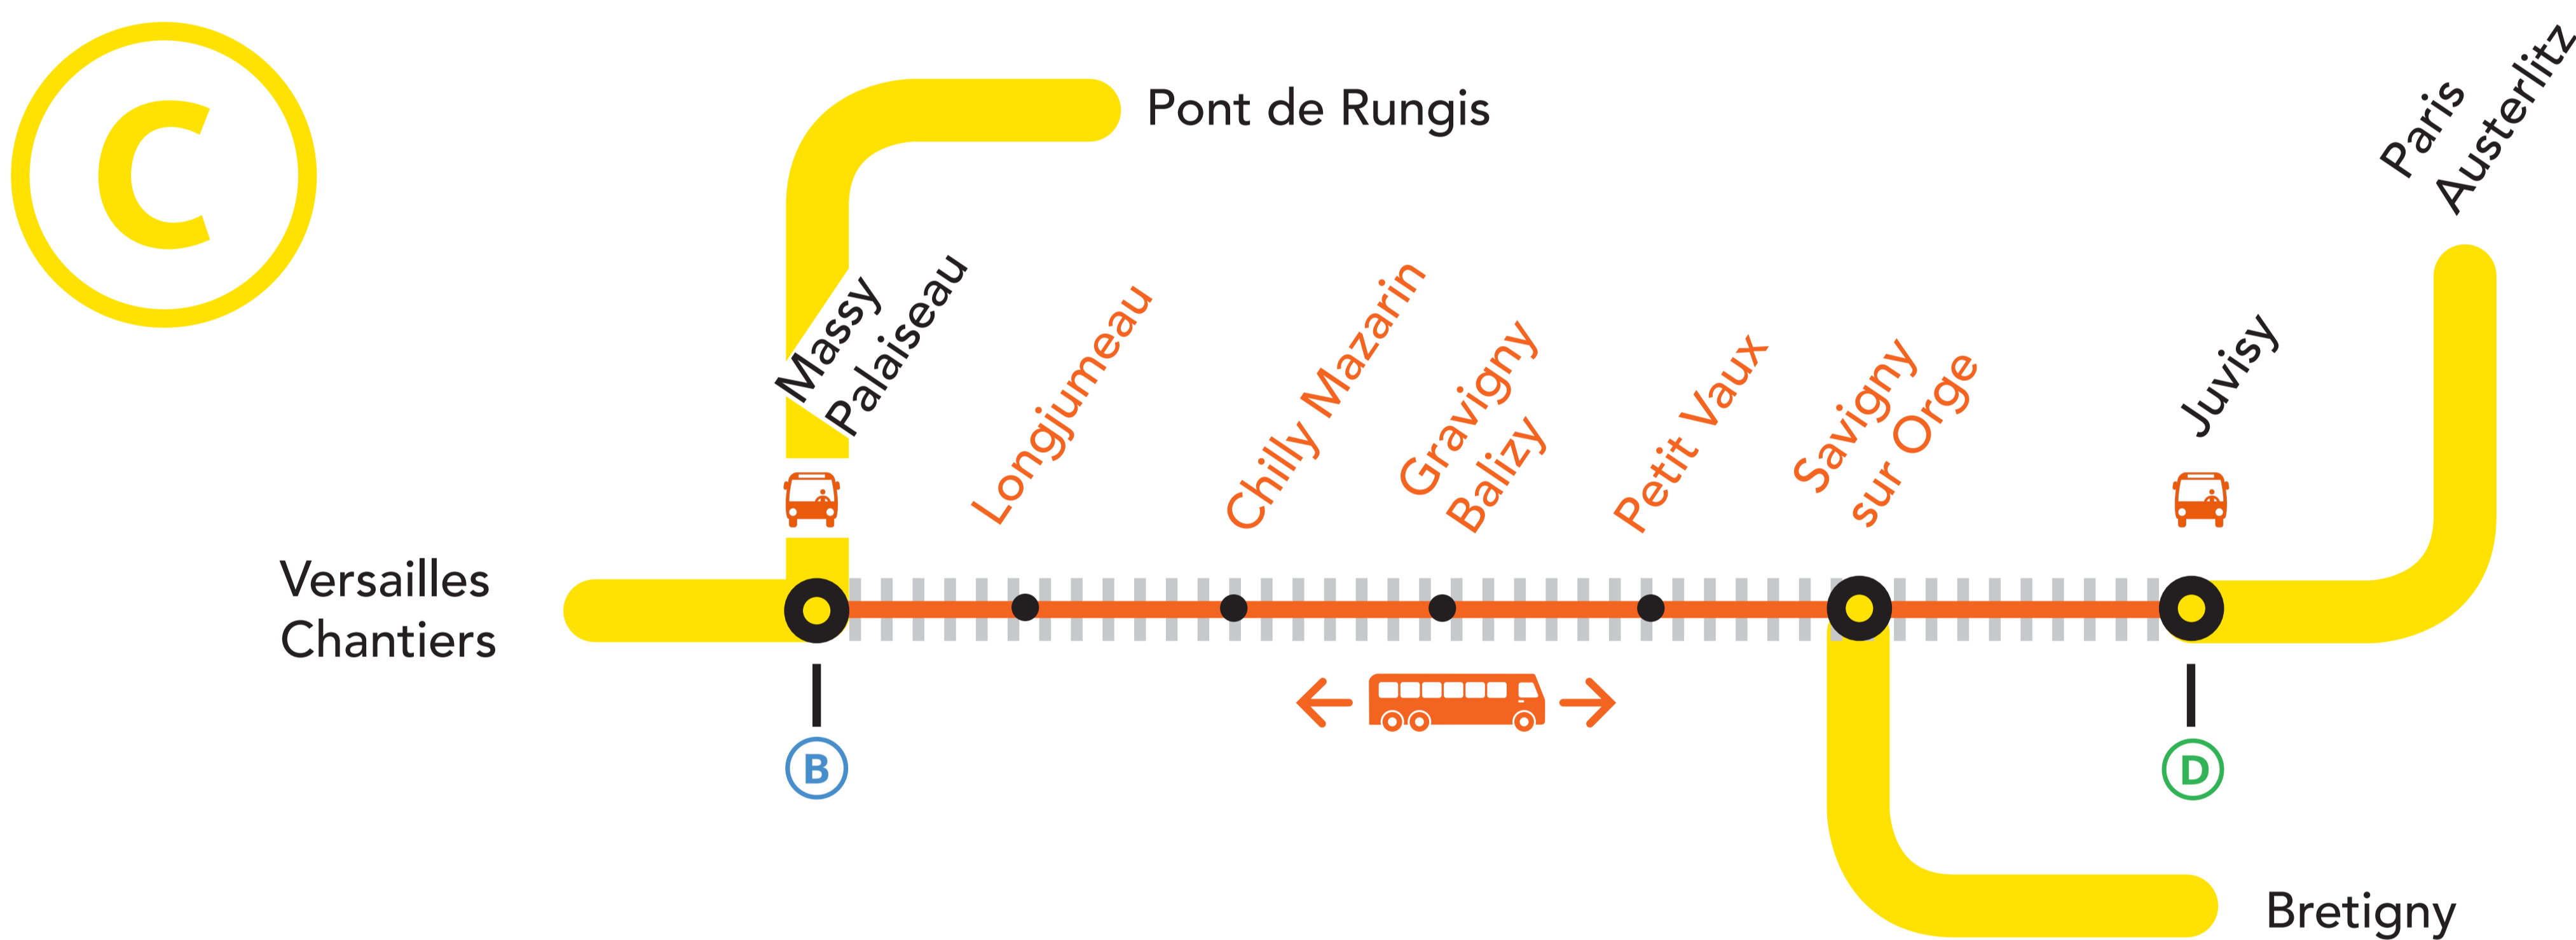 C
Pont de Rungis
Paris
Austerlitz
Massy
Palaiseau
Longjumeau
Chilly Mazarin
Gravigny
Balizy
Petit Vaux
Savigny
sur Orge
Juvisy
Versailles
Chantiers
B
D
Bretigny